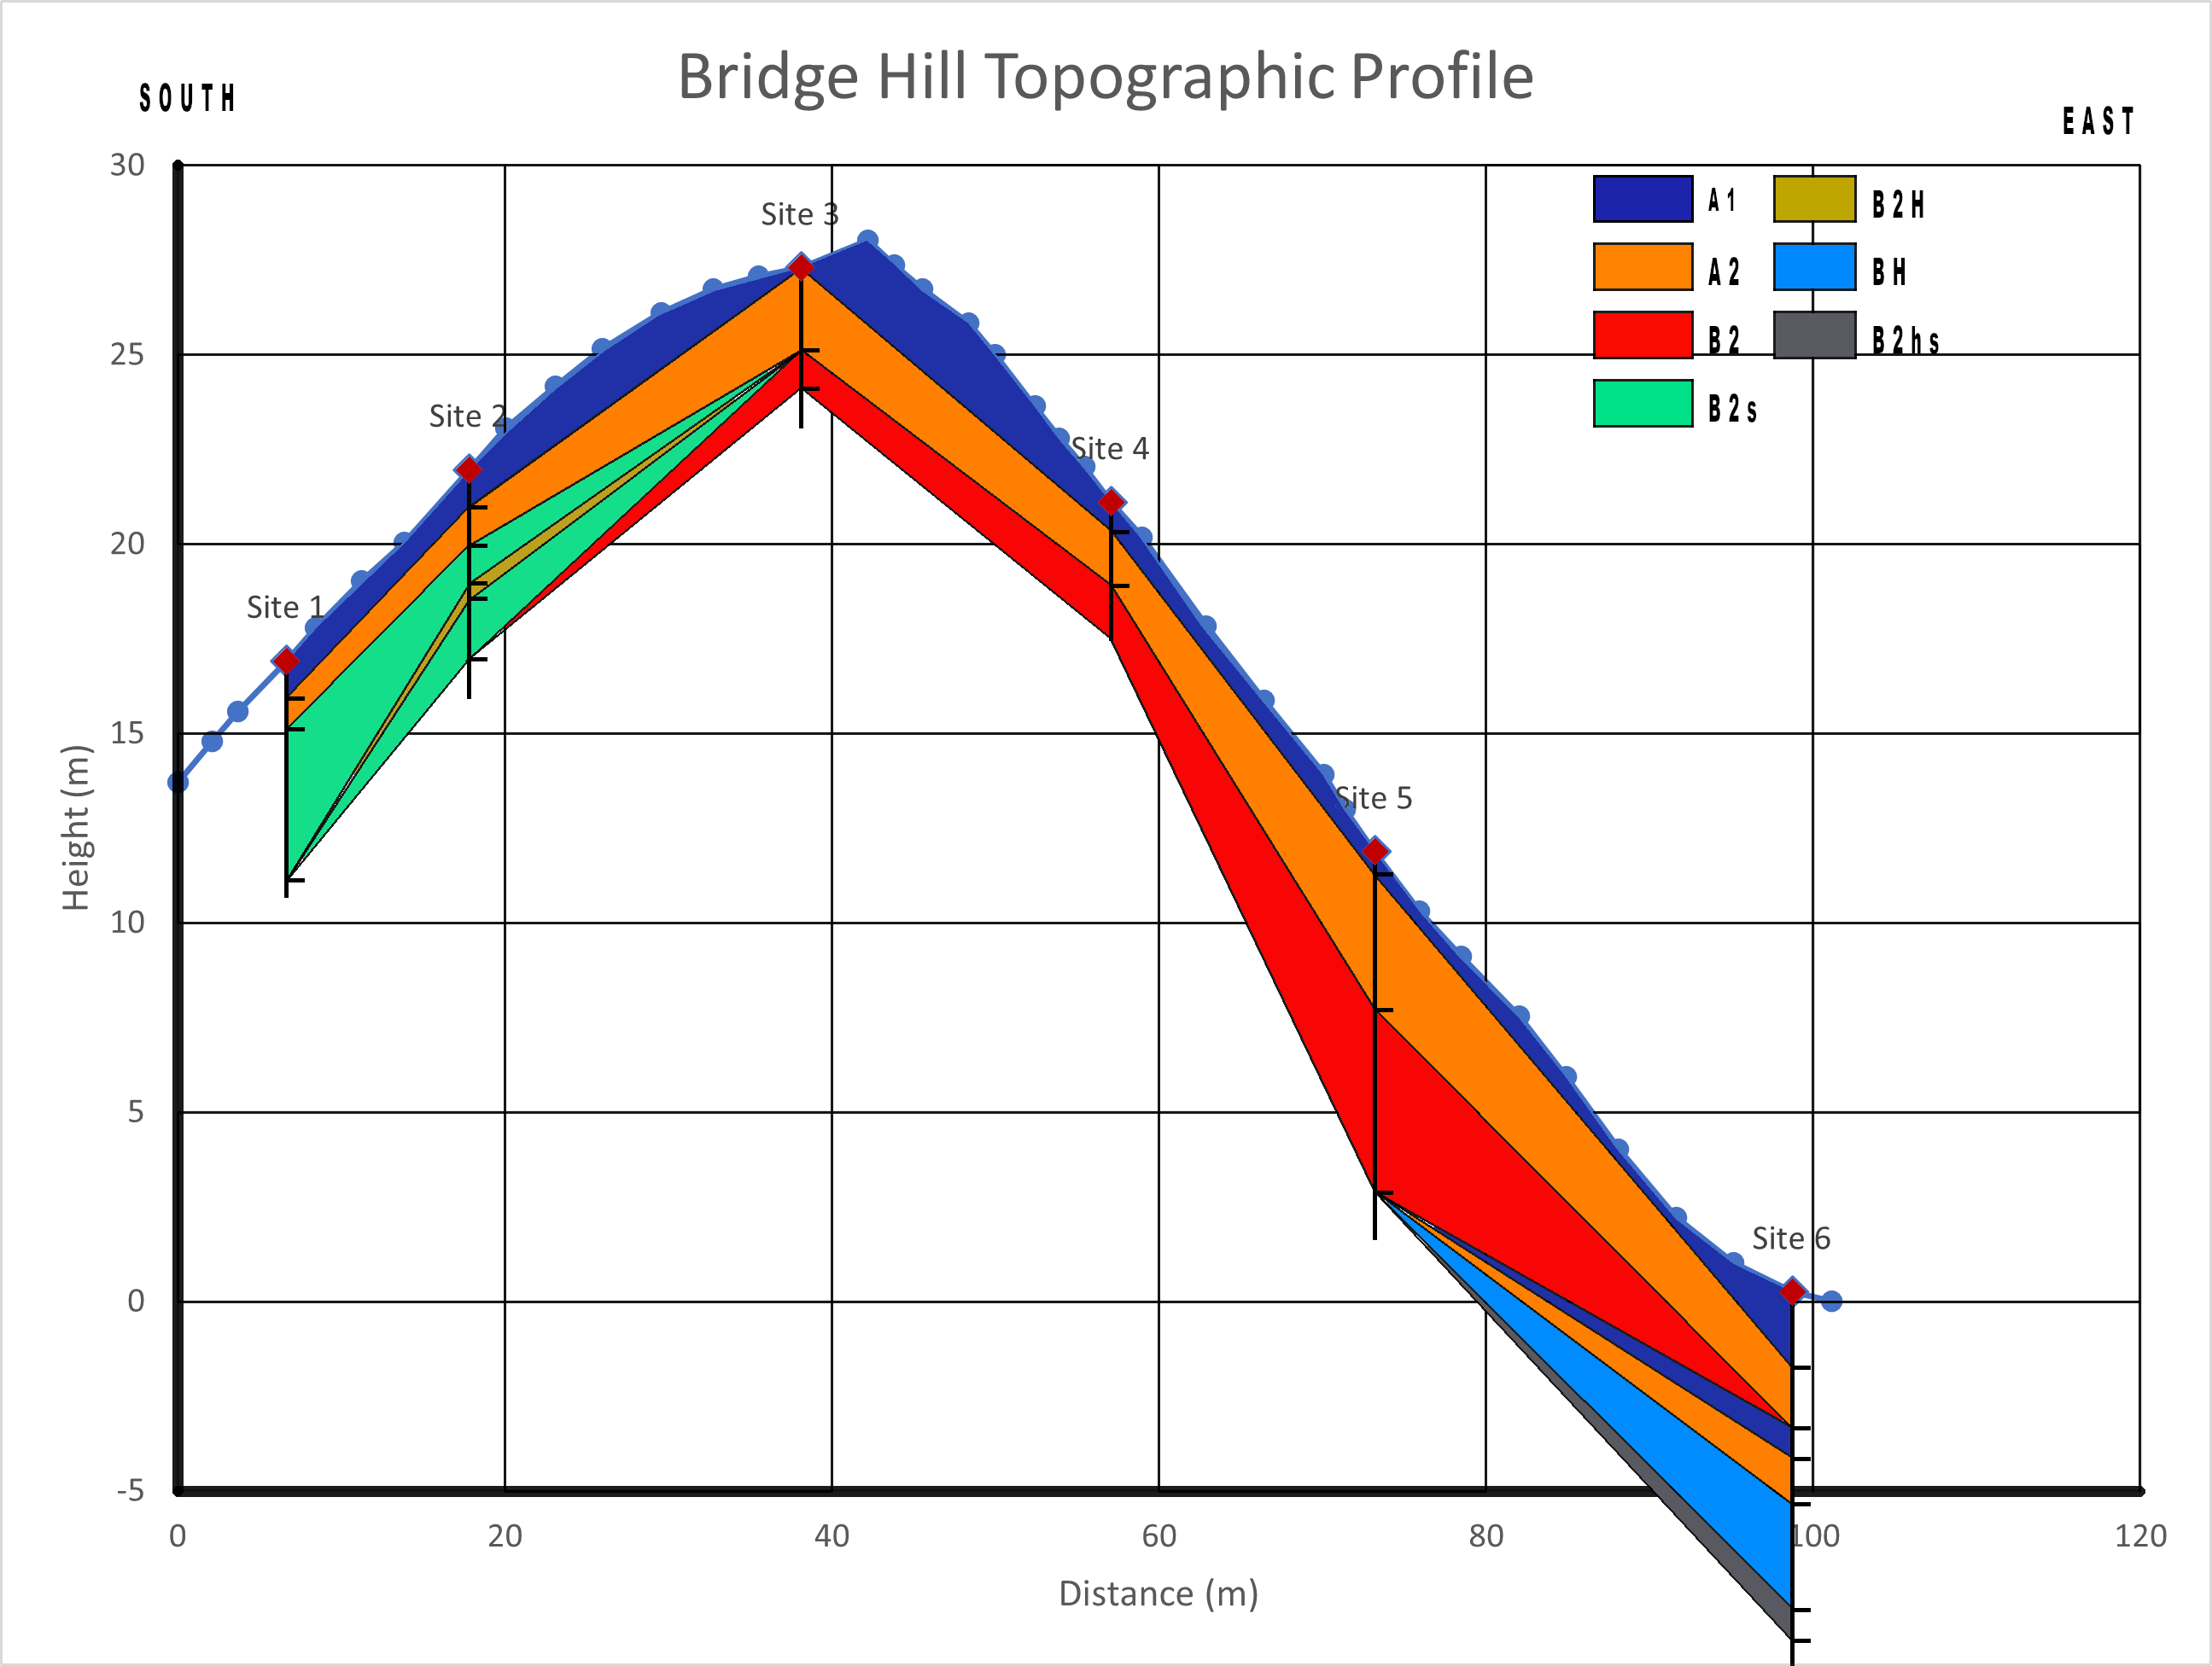 Bridge Hill Topographic Profile
SOUTH
EAST
30
25
20
15
10
5
0
-5
Height (m)
0 20 40 60 80 100 120
Distance (m)
Site 1
Site 2
Site 3
Site 4
Site 5
Site 6
A1 B2H
A2 BH
B2 B2hs
B2s